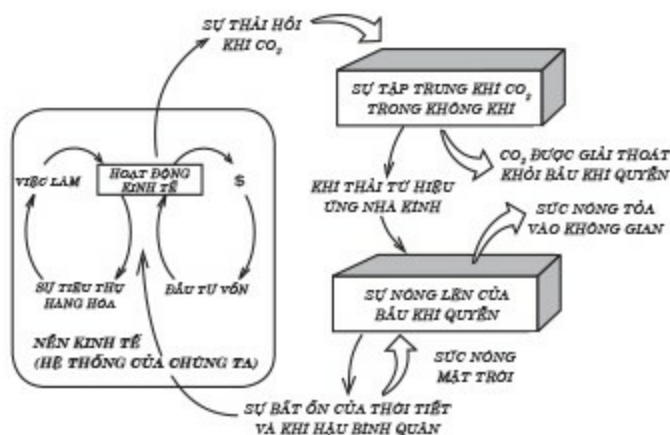 SỰ THẢI HỒI
KHÍ CO₂
SỰ TẬP TRUNG KHÍ CO₂
TRONG KHÔNG KHÍ
CO₂ ĐƯỢC GIẢI THOÁT
KHỎI BẦU KHÍ QUYỂN
KHÍ THẢI TỪ HIỆU
ỨNG NHÀ KÍNH
SỨC NÓNG TỎA
VÀO KHÔNG GIAN
VIỆC LÀM
HOẠT ĐỘNG
KINH TẾ
$
SỰ TIÊU THỤ
HÀNG HÓA
ĐẦU TƯ VỐN
SỰ NÓNG LÊN CỦA
BẦU KHÍ QUYỂN
NỀN KINH TẾ
(HỆ THỐNG CỦA CHÚNG TA)
SỨC NÓNG
MẶT TRỜI
SỰ BẤT ỔN CỦA THỜI TIẾT
VÀ KHÍ HẬU BÌNH QUÂN